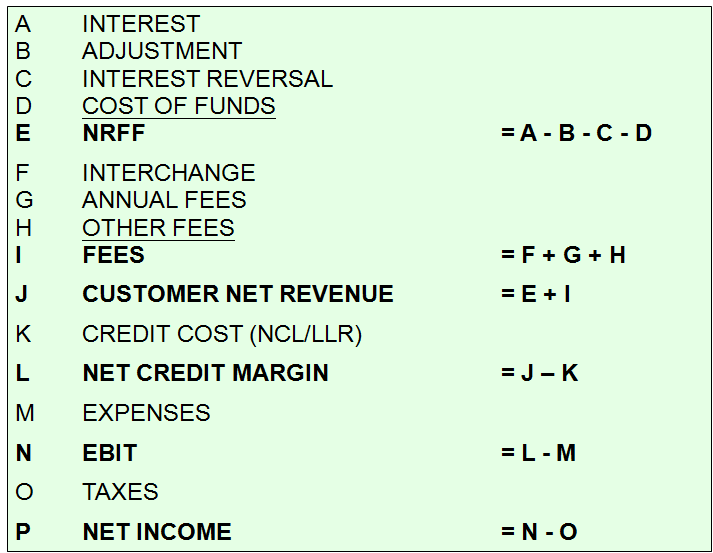 A INTEREST
B ADJUSTMENT
C INTEREST REVERSAL
D COST OF FUNDS
E NRFF = A - B - C - D
F INTERCHANGE
G ANNUAL FEES
H OTHER FEES
I FEES = F + G + H
J CUSTOMER NET REVENUE = E + I
K CREDIT COST (NCL/LLR)
L NET CREDIT MARGIN = J – K
M EXPENSES
N EBIT = L - M
O TAXES
P NET INCOME = N - O